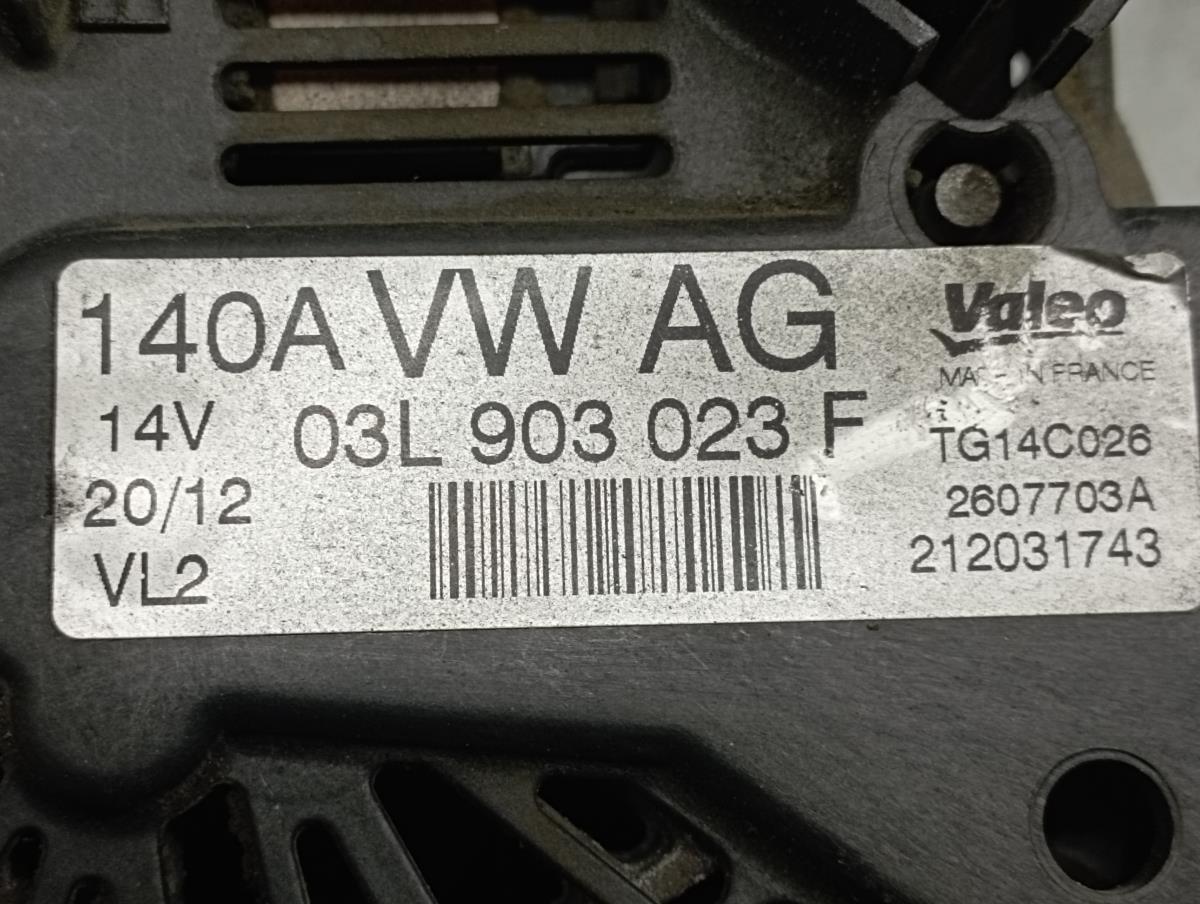 140A VW AG Valeo
MADE IN FRANCE
14V 03L 903 023 F TG14C026
20/12 2607703A
VL2 212031743